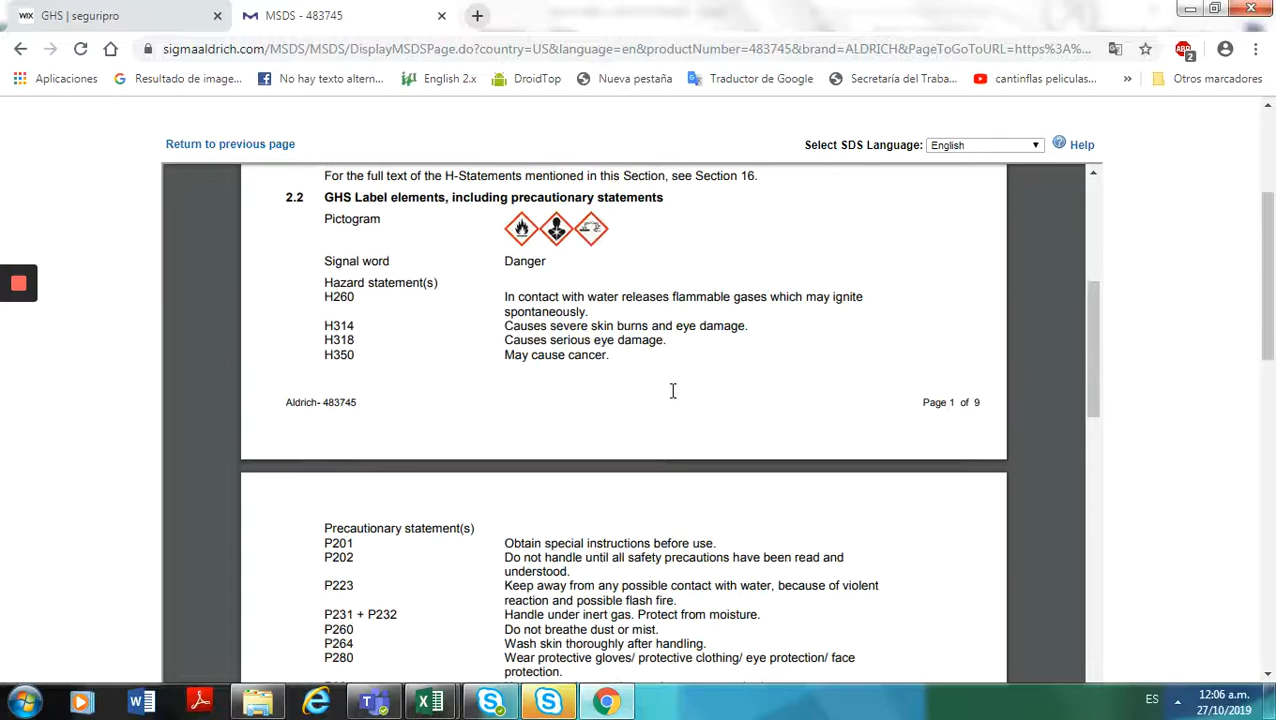 WIX GHS | seguripro
MSDS - 483745
sigmaaldrich.com/MSDS/MSDS/DisplayMSDSPage.do?country=US&language=en&productNumber=483745&brand=ALDRICH&PageToGoToURL=https%3A%...
ABP
2
Aplicaciones
Resultado de image...
No hay texto altern...
English 2.x
DroidTop
Nueva pestaña
Traductor de Google
Secretaría del Traba...
cantinflas peliculas...
»
Otros marcadores
Return to previous page
Select SDS Language: English
Help
For the full text of the H-Statements mentioned in this Section, see Section 16.
2.2 GHS Label elements, including precautionary statements
Pictogram
Signal word Danger
Hazard statement(s)
H260 In contact with water releases flammable gases which may ignite
spontaneously.
H314 Causes severe skin burns and eye damage.
H318 Causes serious eye damage.
H350 May cause cancer.
Aldrich- 483745 Page 1 of 9
Precautionary statement(s)
P201 Obtain special instructions before use.
P202 Do not handle until all safety precautions have been read and
understood.
P223 Keep away from any possible contact with water, because of violent
reaction and possible flash fire.
P231 + P232 Handle under inert gas. Protect from moisture.
P260 Do not breathe dust or mist.
P264 Wash skin thoroughly after handling.
P280 Wear protective gloves/ protective clothing/ eye protection/ face
protection.
ES
12:06 a.m.
27/10/2019